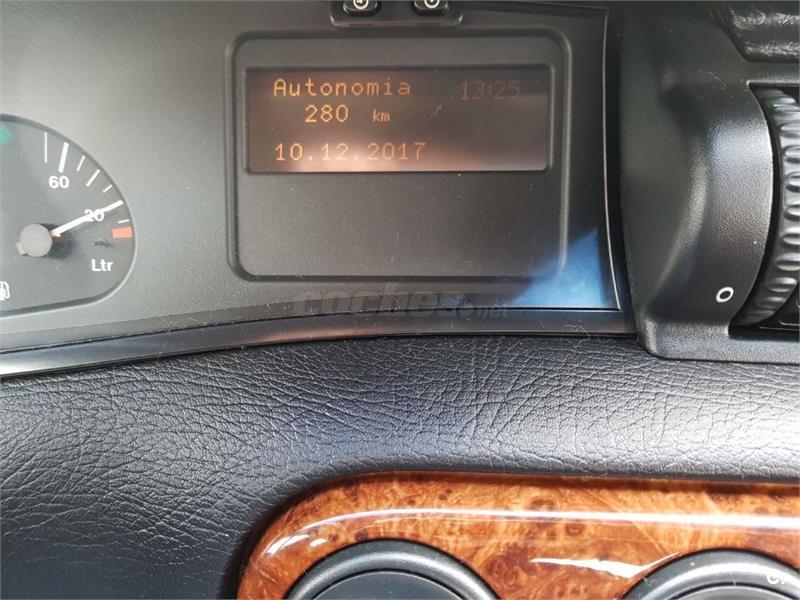 Autonomia 13:25
280 km
10.12.2017
60
20
Ltr
coches.net